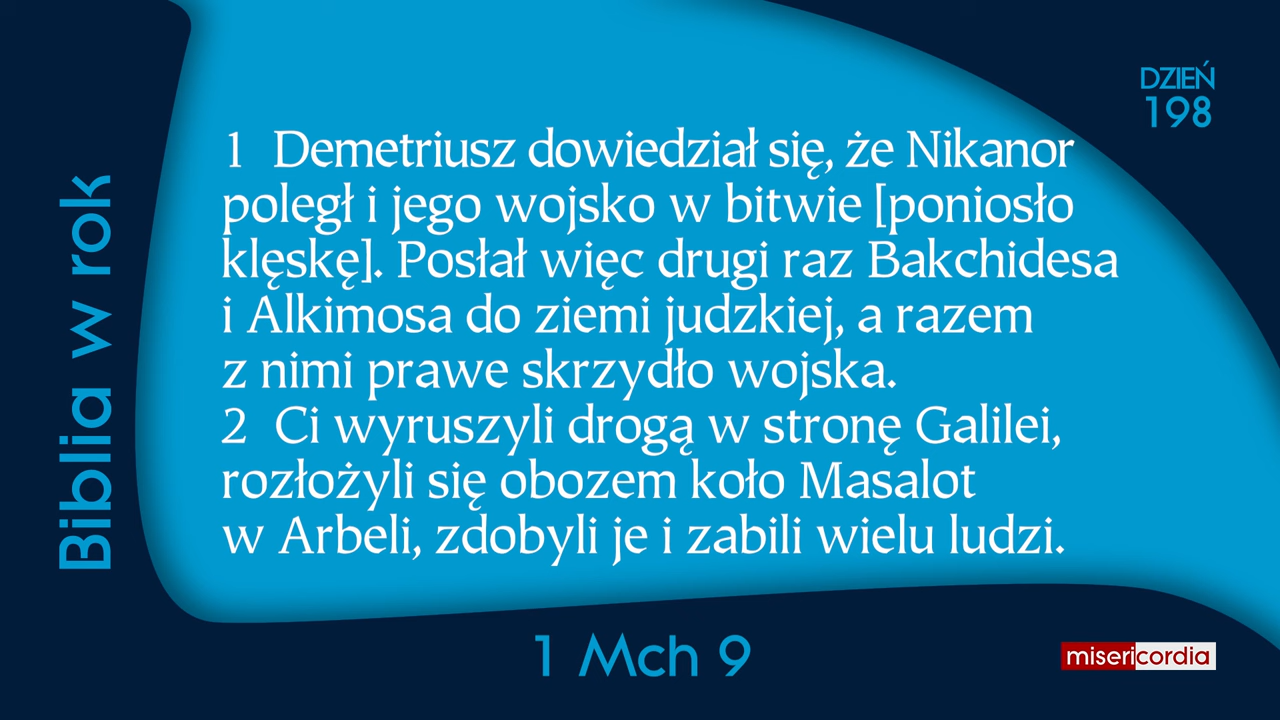 DZIEŃ
198
1 Demetriusz dowiedział się, że Nikanor
poległ i jego wojsko w bitwie [poniosło
klęskę]. Posłał więc drugi raz Bakchidesa
i Alkimosa do ziemi judzkiej, a razem
z nimi prawe skrzydło wojska.
2 Ci wyruszyli drogą w stronę Galilei,
rozłożyli się obozem koło Masalot
w Arbeli, zdobyli je i zabili wielu ludzi.
Biblia w rok
1 Mch 9
misericordia